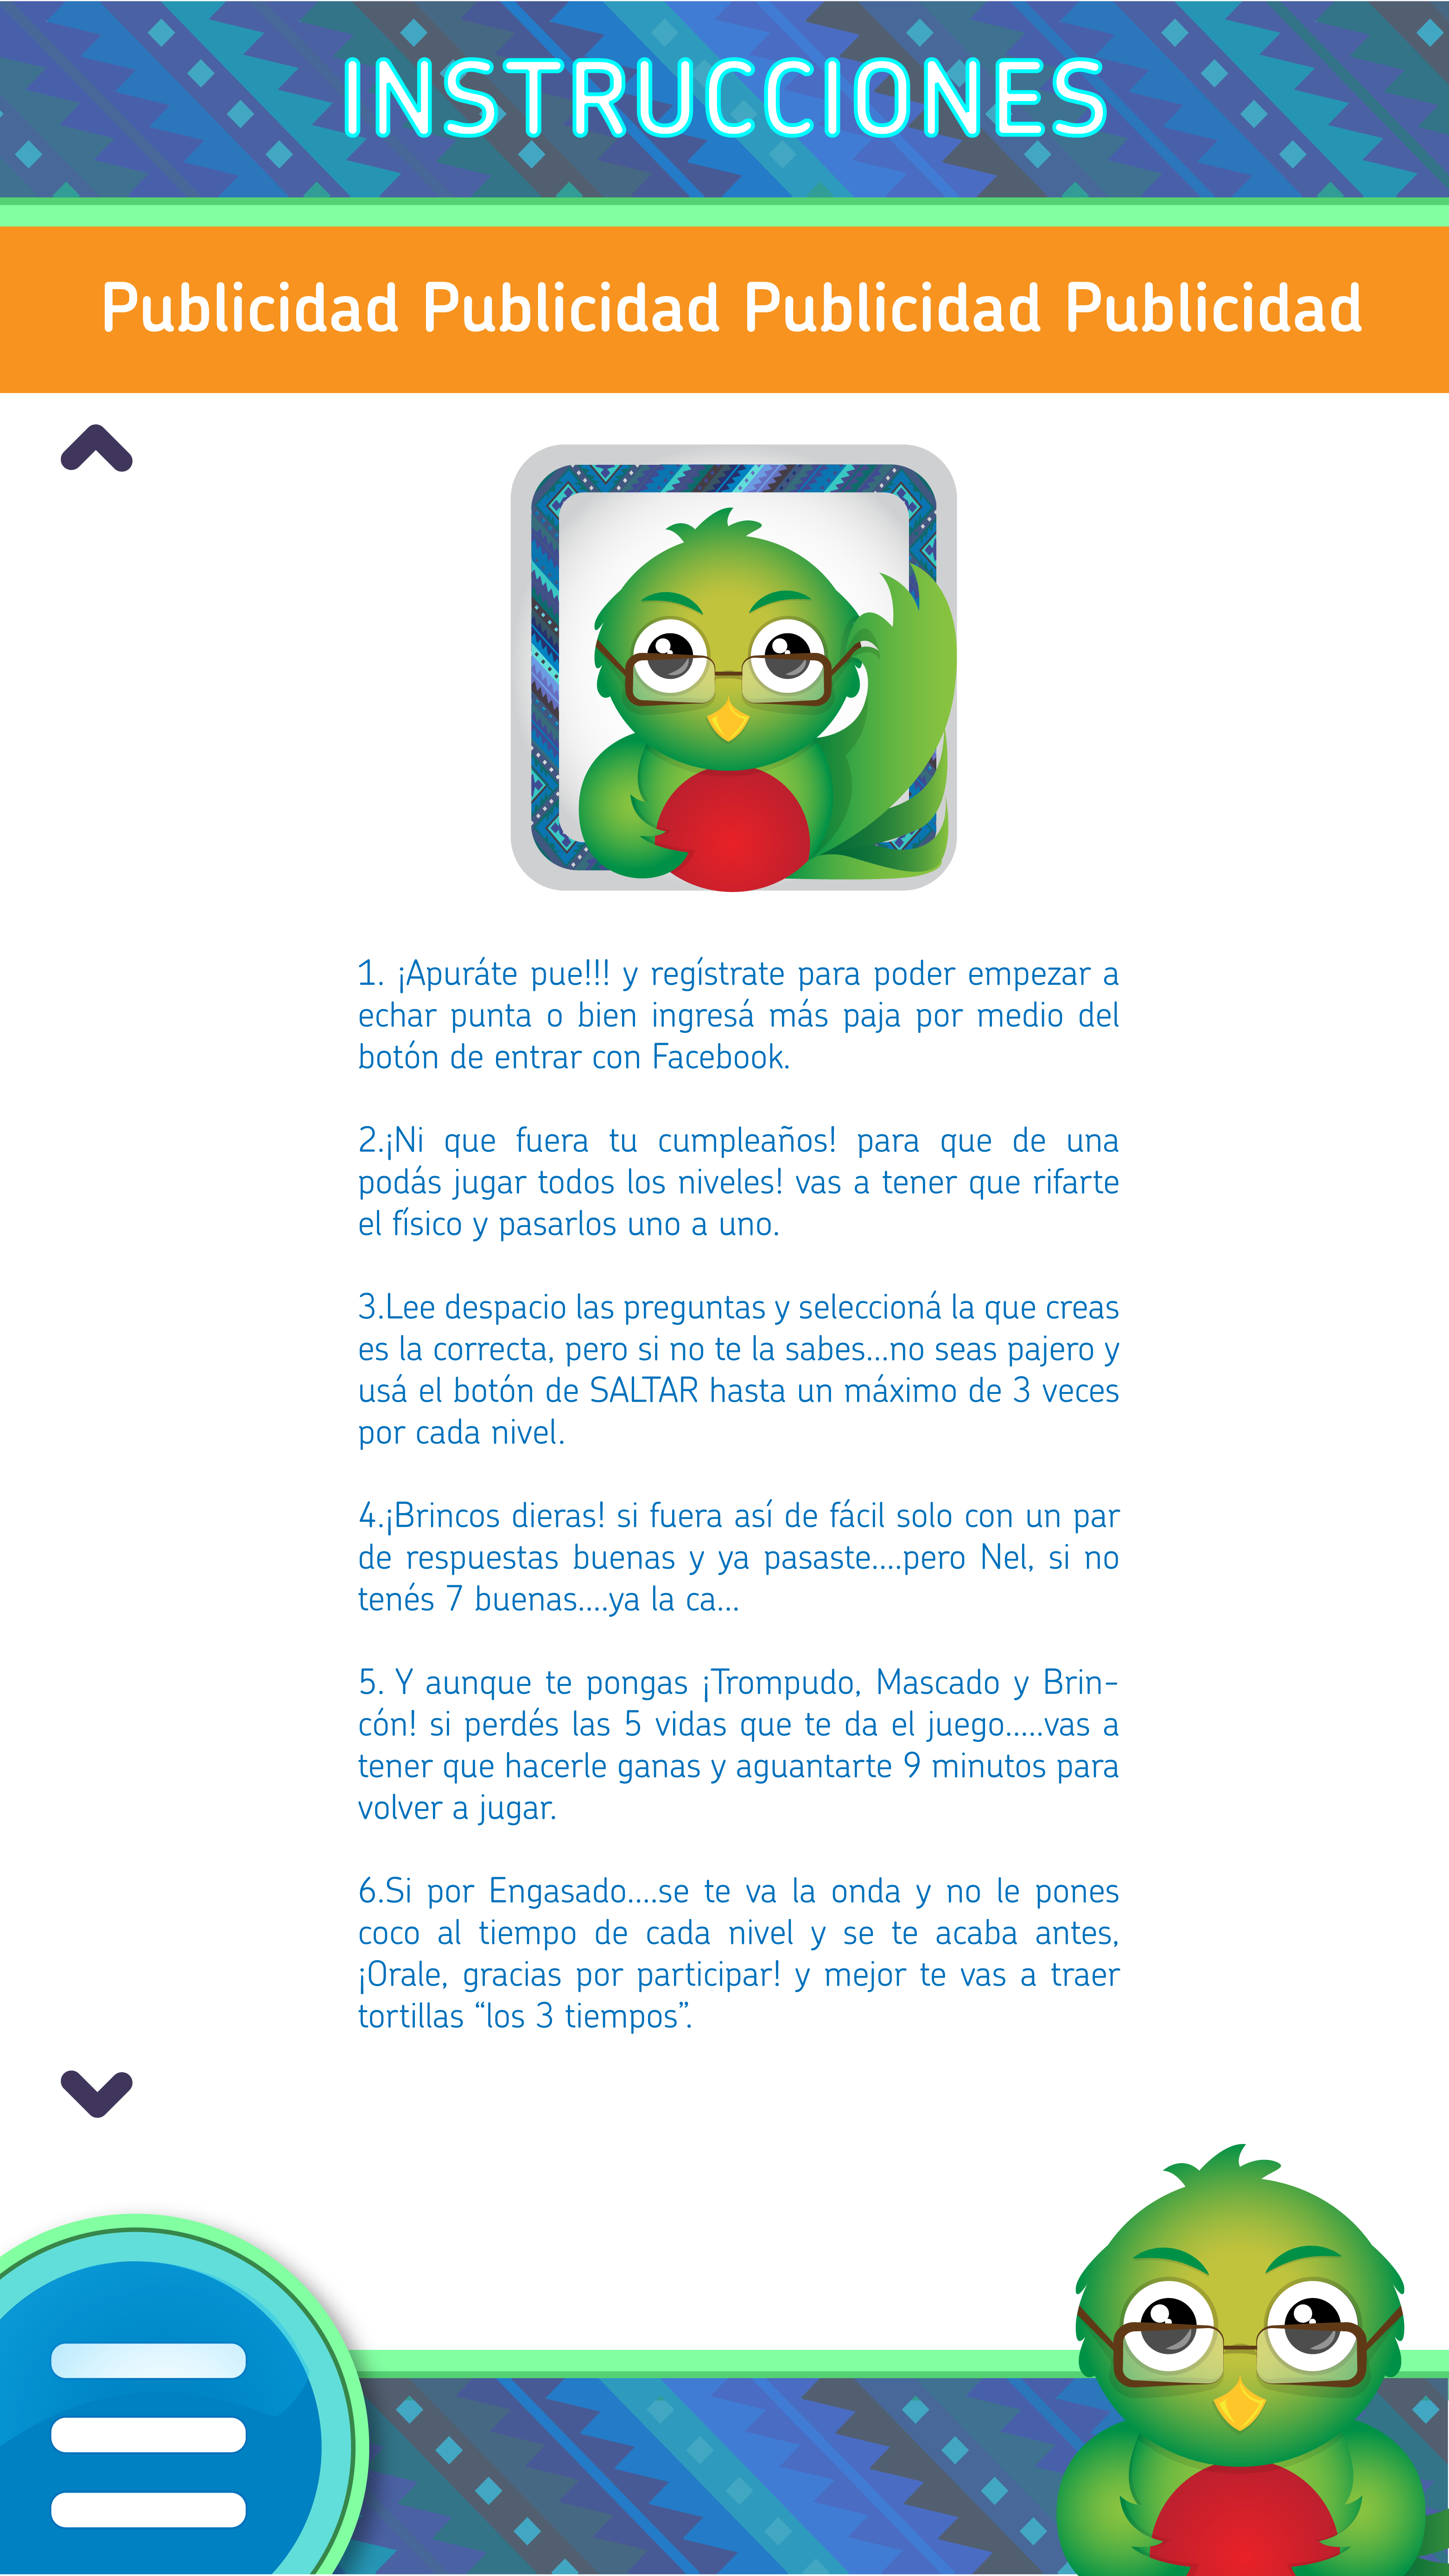 INSTRUCCIONES
Publicidad Publicidad Publicidad Publicidad
1. ¡Apuráte pue!!! y regístrate para poder empezar a
echar punta o bien ingresá más paja por medio del
botón de entrar con Facebook.
2.¡Ni que fuera tu cumpleaños! para que de una
podás jugar todos los niveles! vas a tener que rifarte
el físico y pasarlos uno a uno.
3.Lee despacio las preguntas y seleccioná la que creas
es la correcta, pero si no te la sabes...no seas pajero y
usá el botón de SALTAR hasta un máximo de 3 veces
por cada nivel.
4.¡Brincos dieras! si fuera así de fácil solo con un par
de respuestas buenas y ya pasaste....pero Nel, si no
tenés 7 buenas....ya la ca...
5. Y aunque te pongas ¡Trompudo, Mascado y Brin-
cón! si perdés las 5 vidas que te da el juego.....vas a
tener que hacerle ganas y aguantarte 9 minutos para
volver a jugar.
6.Si por Engasado....se te va la onda y no le pones
coco al tiempo de cada nivel y se te acaba antes,
¡Orale, gracias por participar! y mejor te vas a traer
tortillas “los 3 tiempos”.